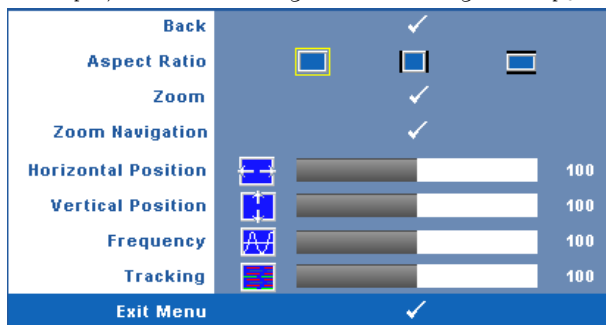 Back
Aspect Ratio
Zoom
Zoom Navigation
Horizontal Position 100
Vertical Position 100
Frequency 100
Tracking 100
Exit Menu